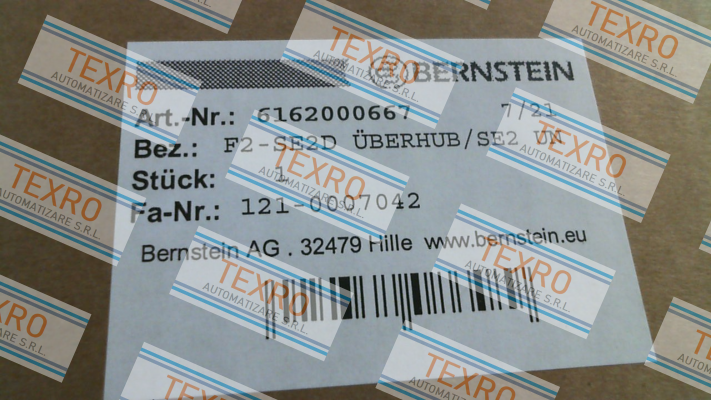 BERNSTEIN
Art.-Nr.: 6162000667 7/21
Bez.: F2-SE2D ÜBERHUB/SE2 UN
Stück: 1
Fa-Nr.: 121-0007042
Bernstein AG . 32479 Hille www.bernstein.eu
TEXRO
AUTOMATIZARE S.R.L.